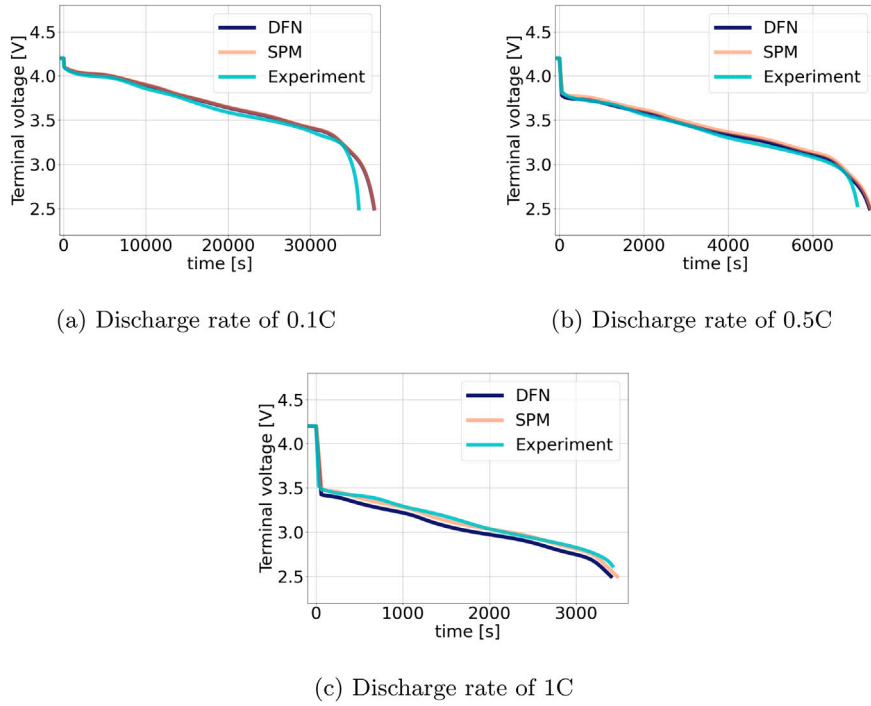 4.5
4.0
3.5
3.0
2.5
Terminal voltage [V]
DFN
SPM
Experiment
0 10000 20000 30000
time [s]
(a) Discharge rate of 0.1C
4.5
4.0
3.5
3.0
2.5
Terminal voltage [V]
DFN
SPM
Experiment
0 2000 4000 6000
time [s]
(b) Discharge rate of 0.5C
4.5
4.0
3.5
3.0
2.5
Terminal voltage [V]
DFN
SPM
Experiment
0 1000 2000 3000
time [s]
(c) Discharge rate of 1C